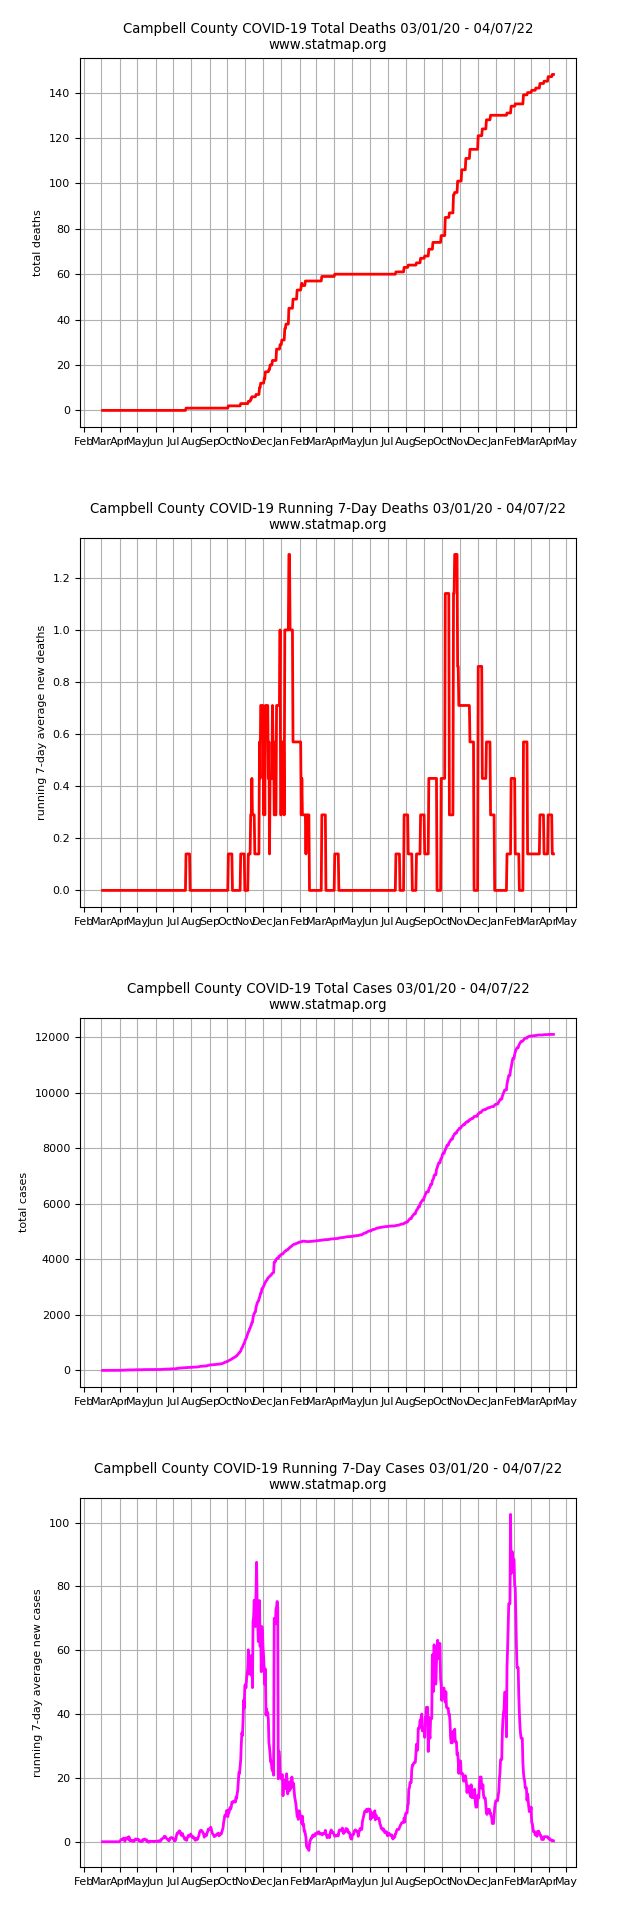 Campbell County COVID-19 Total Deaths 03/01/20 - 04/07/22
www.statmap.org
total deaths
140
120
100
80
60
40
20
0
Feb Mar Apr May Jun Jul Aug Sep Oct Nov Dec Jan Feb Mar Apr May Jun Jul Aug Sep Oct Nov Dec Jan Feb Mar Apr May
Campbell County COVID-19 Running 7-Day Deaths 03/01/20 - 04/07/22
www.statmap.org
running 7-day average new deaths
1.2
1.0
0.8
0.6
0.4
0.2
0.0
Feb Mar Apr May Jun Jul Aug Sep Oct Nov Dec Jan Feb Mar Apr May Jun Jul Aug Sep Oct Nov Dec Jan Feb Mar Apr May
Campbell County COVID-19 Total Cases 03/01/20 - 04/07/22
www.statmap.org
total cases
12000
10000
8000
6000
4000
2000
0
Feb Mar Apr May Jun Jul Aug Sep Oct Nov Dec Jan Feb Mar Apr May Jun Jul Aug Sep Oct Nov Dec Jan Feb Mar Apr May
Campbell County COVID-19 Running 7-Day Cases 03/01/20 - 04/07/22
www.statmap.org
running 7-day average new cases
100
80
60
40
20
0
Feb Mar Apr May Jun Jul Aug Sep Oct Nov Dec Jan Feb Mar Apr May Jun Jul Aug Sep Oct Nov Dec Jan Feb Mar Apr May